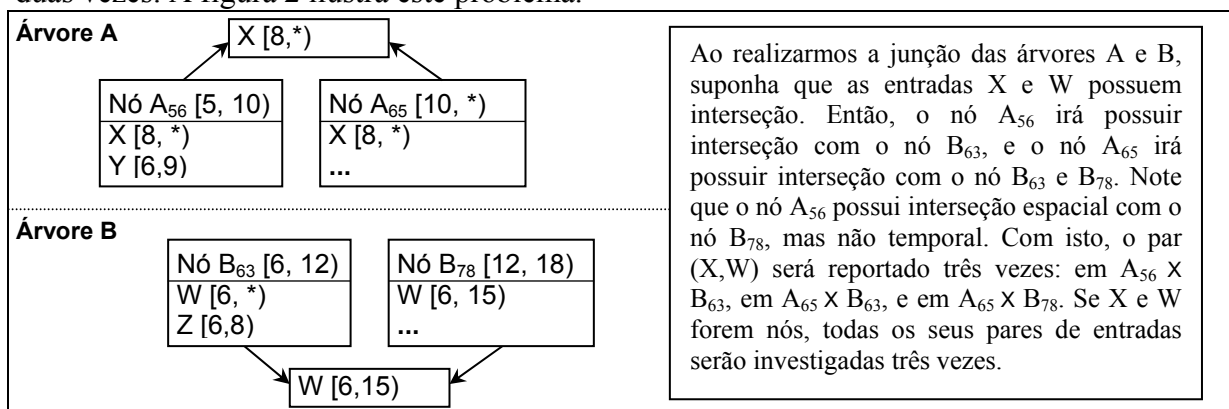 duas vezes. A figura 2 ilustra este problema.
Árvore A
X [8,*)
Nó A56 [5, 10)
X [8, *)
Y [6,9)
Nó A65 [10, *)
X [8, *)
...
Árvore B
Nó B63 [6, 12)
W [6, *)
Z [6,8)
Nó B78 [12, 18)
W [6, 15)
...
W [6,15)
Ao realizarmos a junção das árvores A e B,
suponha que as entradas X e W possuem
interseção. Então, o nó A56 irá possuir
interseção com o nó B63, e o nó A65 irá
possuir interseção com o nó B63 e B78. Note
que o nó A56 possui interseção espacial com o
nó B78, mas não temporal. Com isto, o par
(X,W) será reportado três vezes: em A56 X
B63, em A65 X B63, e em A65 X B78. Se X e W
forem nós, todas os seus pares de entradas
serão investigadas três vezes.